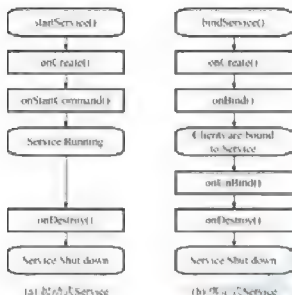 startService()
onCreate()
onStartCommand()
Service Running
onDestroy()
Service Shut down
(a) Service
bindService()
onCreate()
onBind()
Clients are bound
to Service
onUnBind()
onDestroy()
Service Shut down
(b) Service